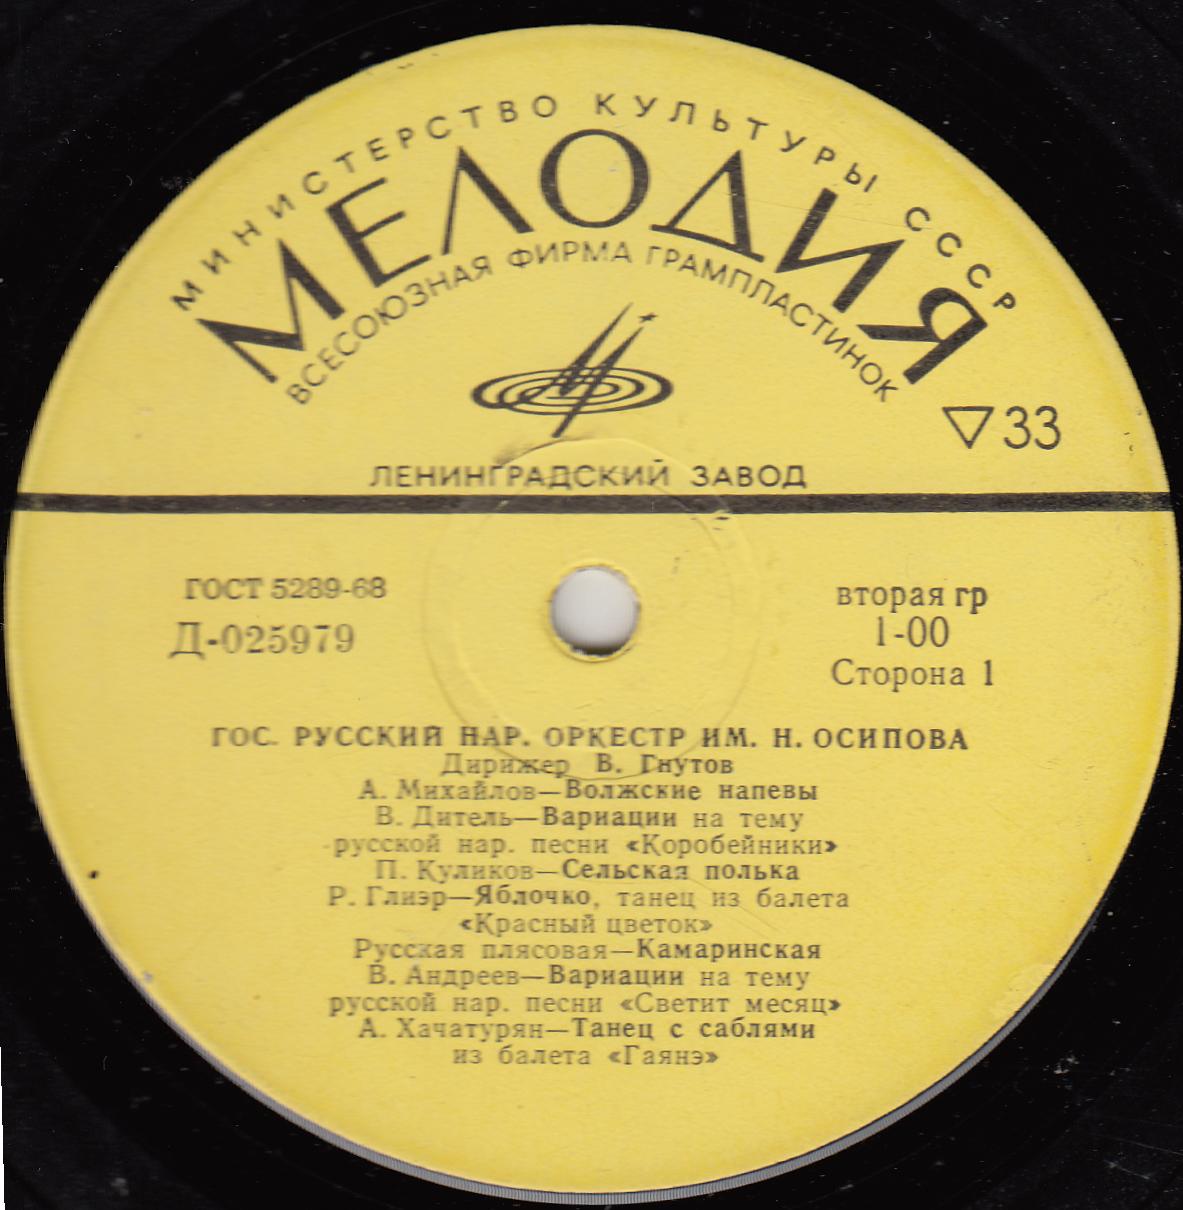 МИНИСТЕРСТВО КУЛЬТУРЫ СССР
МЕЛОДИЯ
ВСЕСОЮЗНАЯ ФИРМА ГРАМПЛАСТИНОК
▽33
ЛЕНИНГРАДСКИЙ ЗАВОД
ГОСТ 5289-68
Д-025979
вторая гр
1-00
Сторона 1
ГОС. РУССКИЙ НАР. ОРКЕСТР ИМ. Н. ОСИПОВА
Дирижер В. Гнутов
А. Михайлов—Волжские напевы
В. Дитель—Вариации на тему
русской нар. песни «Коробейники»
П. Куликов—Сельская полька
Р. Глиэр—Яблочко, танец из балета
«Красный цветок»
Русская плясовая—Камаринская
В. Андреев—Вариации на тему
русской нар. песни «Светит месяц»
А. Хачатурян—Танец с саблями
из балета «Гаянэ»